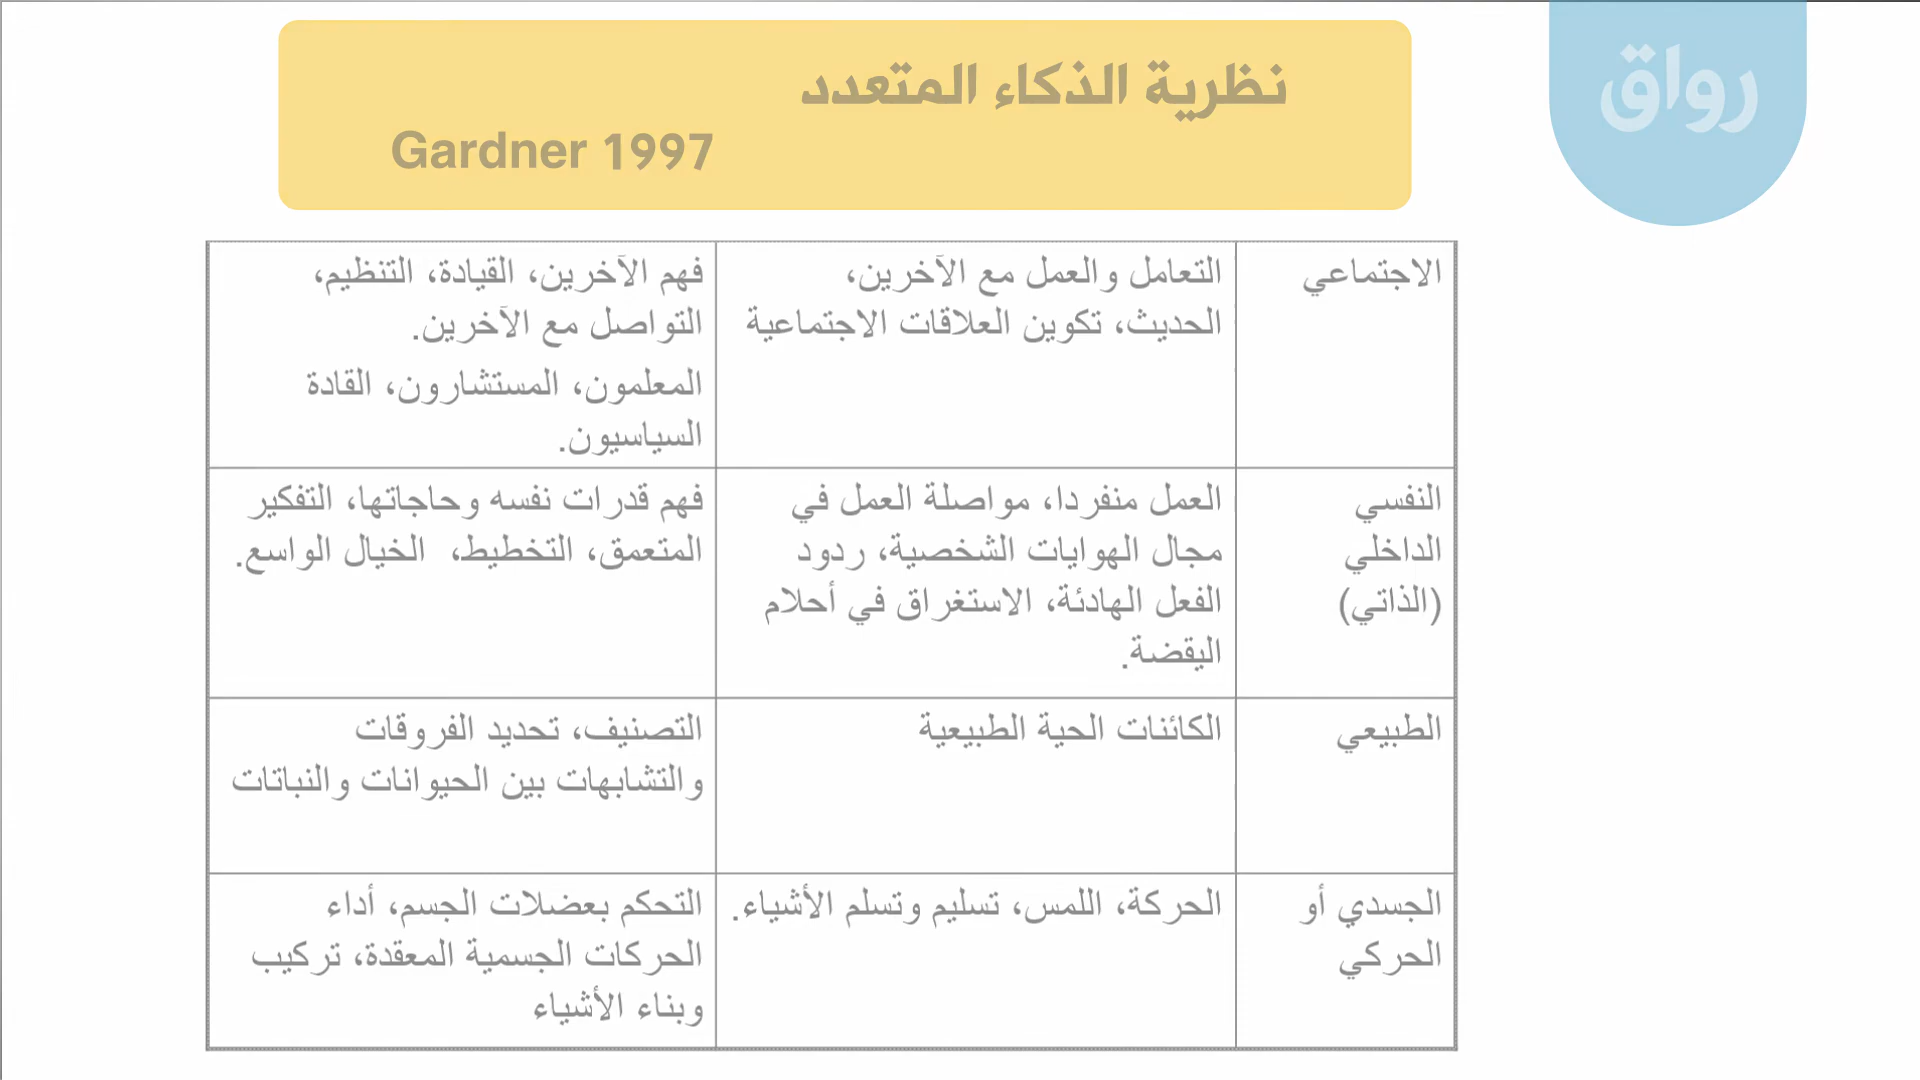 رواق
نظرية الذكاء المتعدد
Gardner 1997
الاجتماعي
التعامل والعمل مع الآخرين،
الحديث، تكوين العلاقات الاجتماعية
فهم الآخرين، القيادة، التنظيم،
التواصل مع الآخرين.
المعلمون، المستشارون، القادة
السياسيون.
النفسي
الداخلي
(الذاتي)
العمل منفردا، مواصلة العمل في
مجال الهوايات الشخصية، ردود
الفعل الهادئة، الاستغراق في أحلام
اليقضة.
فهم قدرات نفسه وحاجاتها، التفكير
المتعمق، التخطيط، الخيال الواسع.
الطبيعي
الكائنات الحية الطبيعية
التصنيف، تحديد الفروقات
والتشابهات بين الحيوانات والنباتات
الجسدي أو
الحركي
الحركة، اللمس، تسليم وتسلم الأشياء.
التحكم بعضلات الجسم، أداء
الحركات الجسمية المعقدة، تركيب
وبناء الأشياء